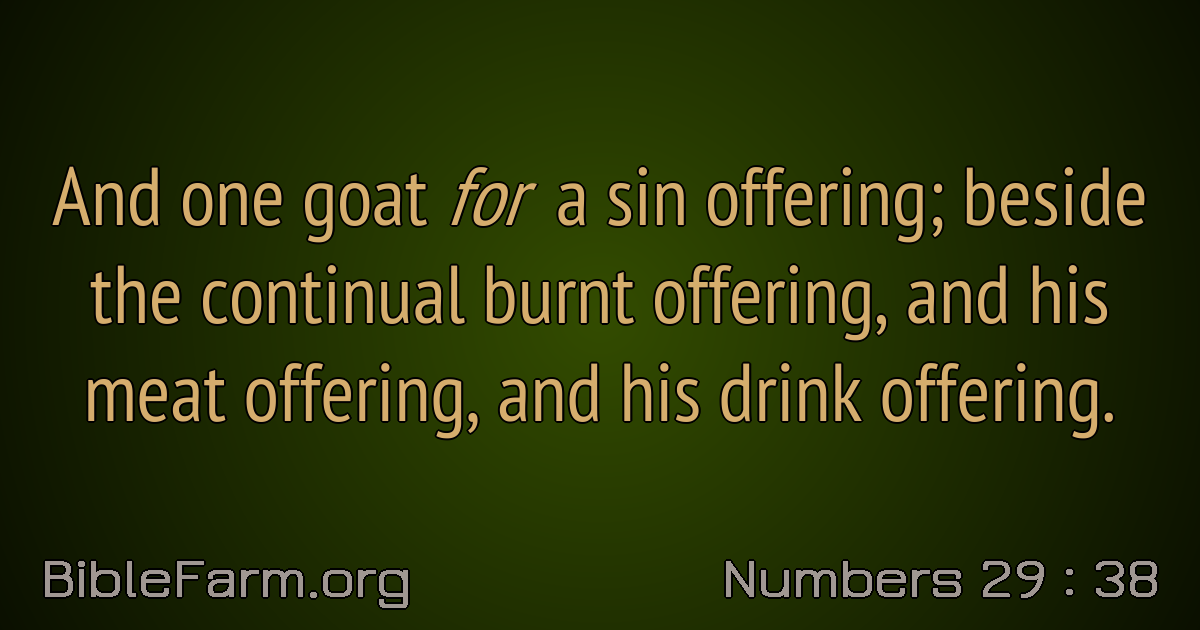 And one goat for a sin offering; beside
the continual burnt offering, and his
meat offering, and his drink offering.
BibleFarm.org
Numbers 29 : 38